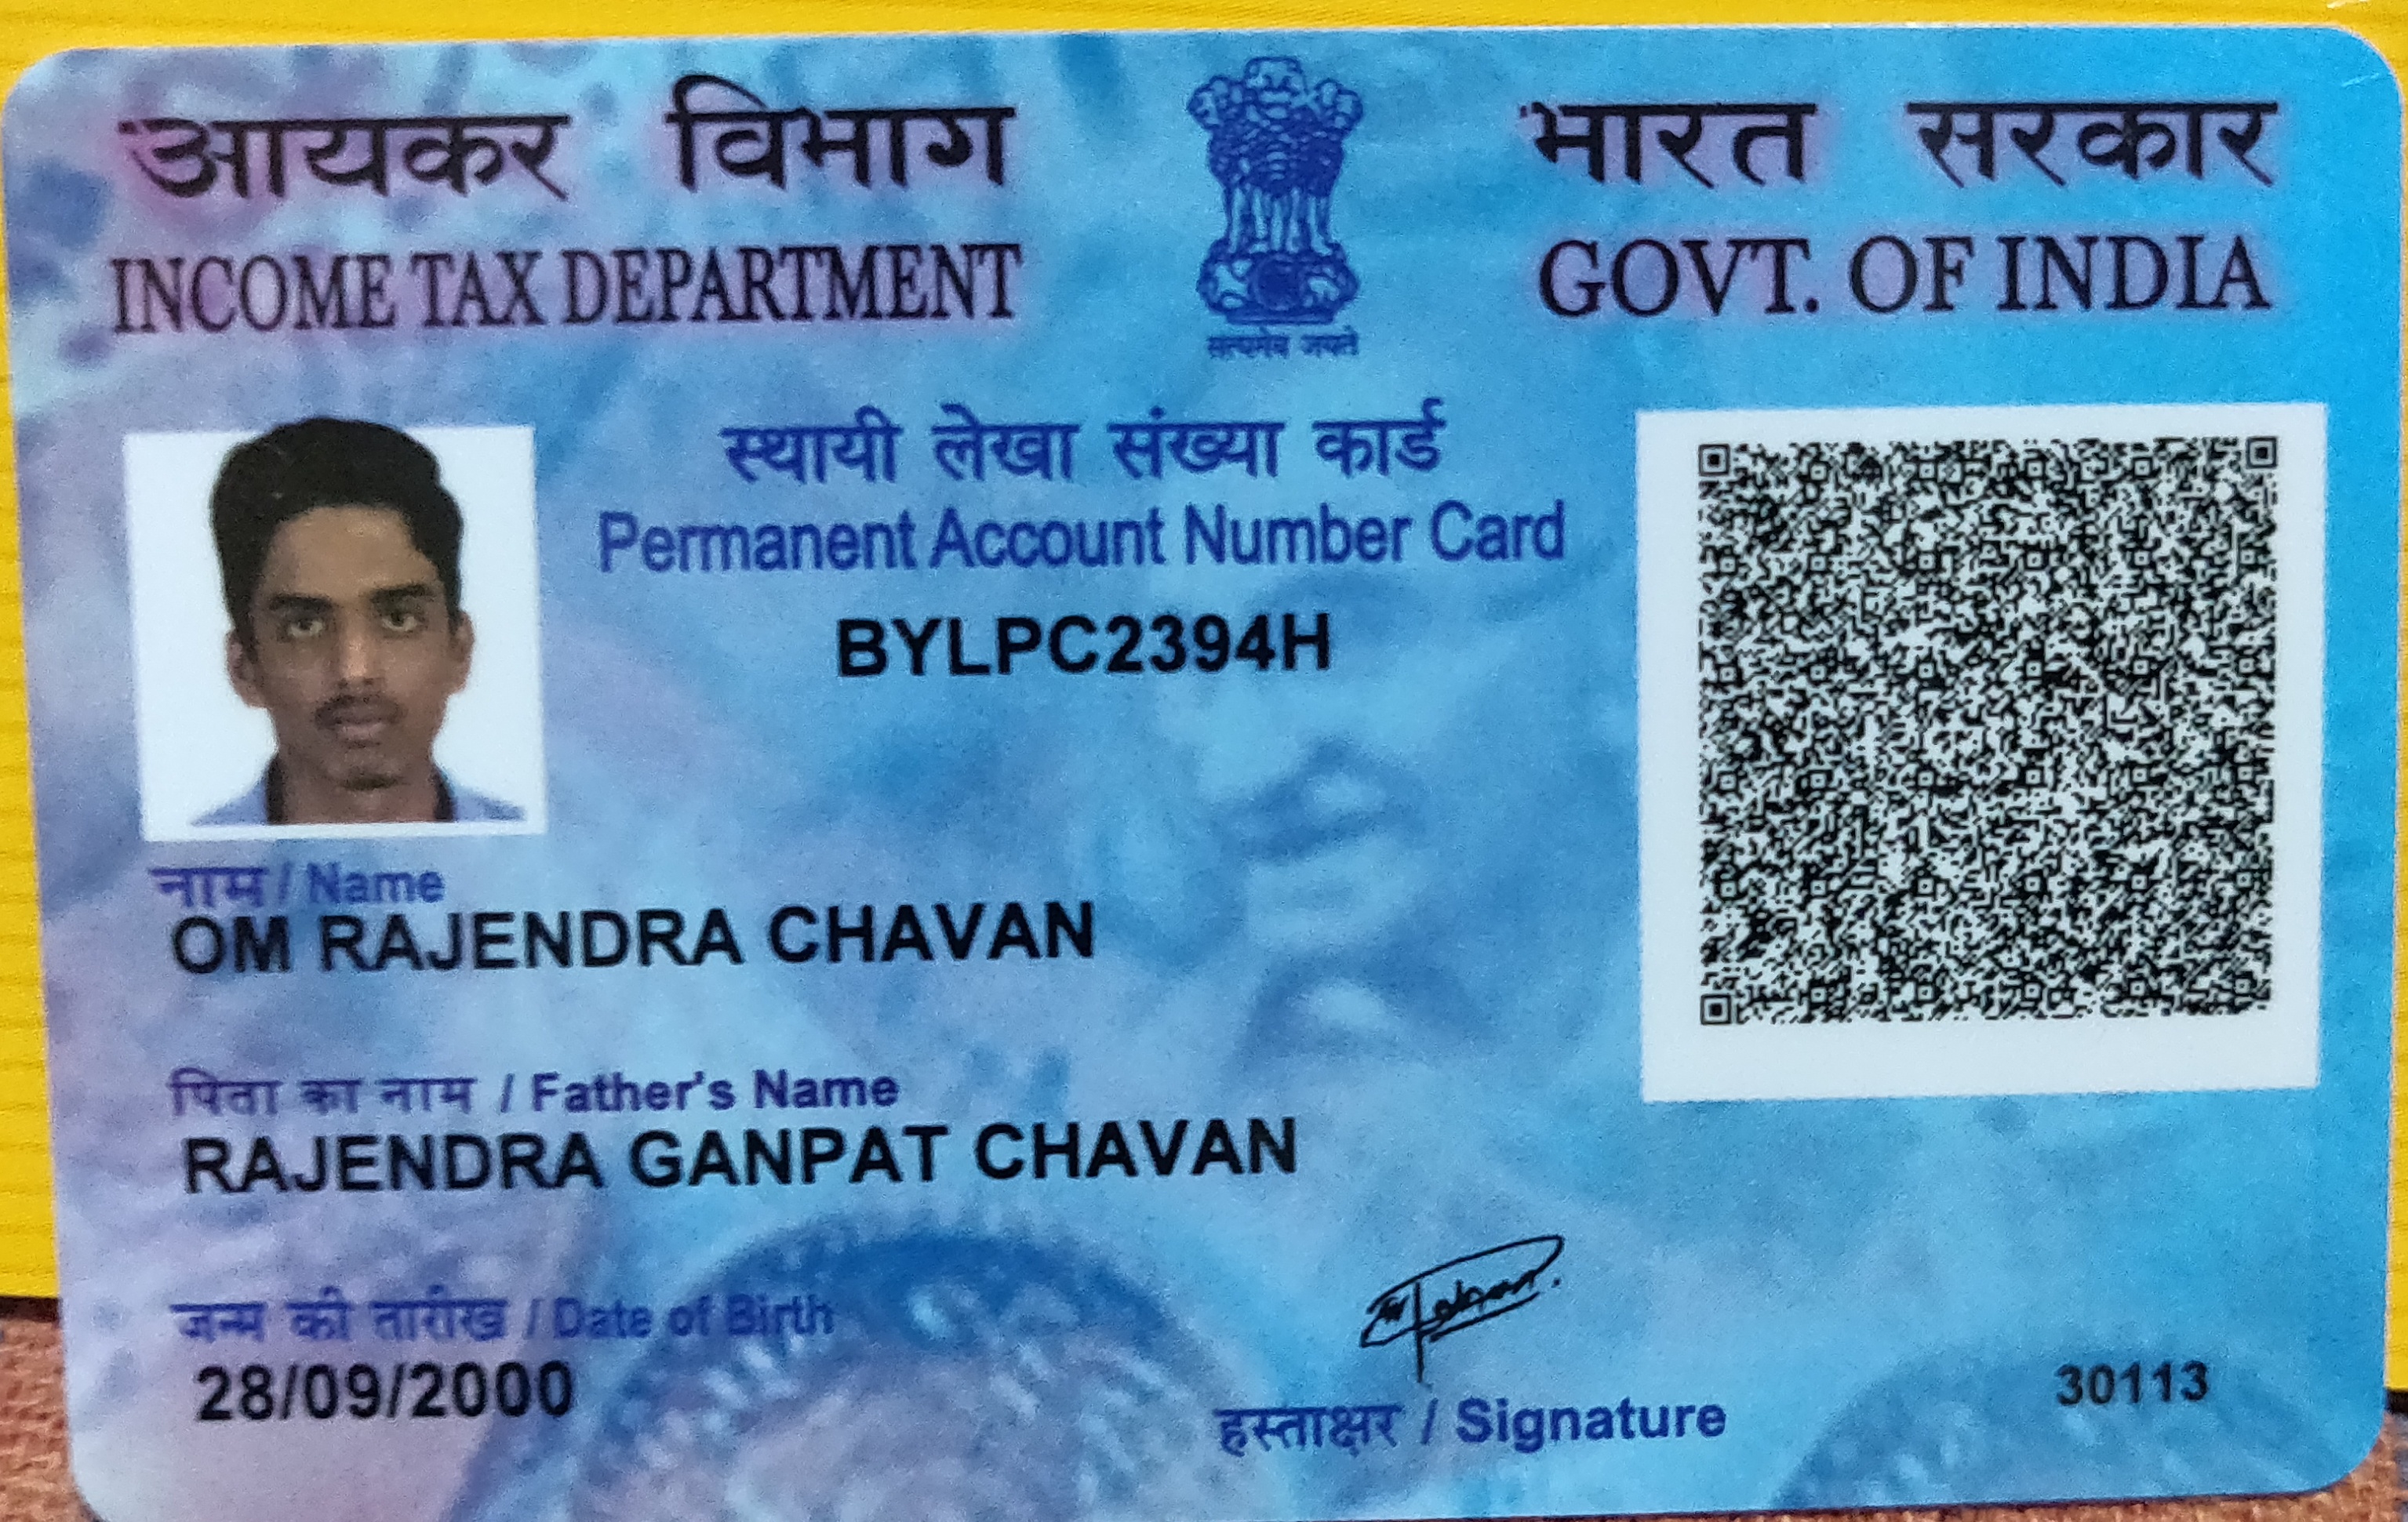 आयकर विभाग
INCOME TAX DEPARTMENT
भारत सरकार
GOVT. OF INDIA
सत्यमेव जयते
स्थायी लेखा संख्या कार्ड
Permanent Account Number Card
BYLPC2394H
नाम / Name
OM RAJENDRA CHAVAN
पिता का नाम / Father's Name
RAJENDRA GANPAT CHAVAN
जन्म की तारीख / Date of Birth
28/09/2000
हस्ताक्षर / Signature
30113